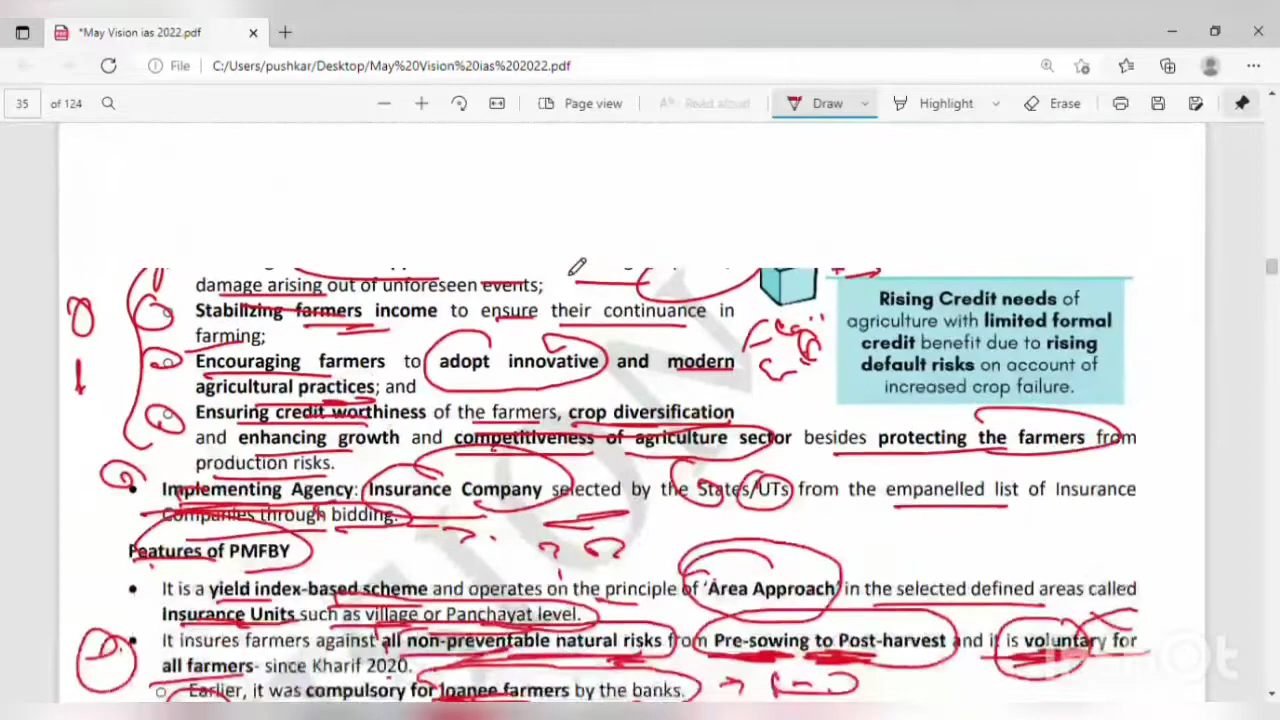 *May Vision ias 2022.pdf
File C:/Users/pushkar/Desktop/May%20Vision%20ias%202022.pdf
35 of 124 Page view Read aloud Draw Highlight Erase
damage arising out of unforeseen events;
Stabilizing farmers income to ensure their continuance in
farming;
Encouraging farmers to adopt innovative and modern
agricultural practices; and
Ensuring credit worthiness of the farmers, crop diversification
and enhancing growth and competitiveness of agriculture sector besides protecting the farmers from
production risks.
Rising Credit needs of
agriculture with limited formal
credit benefit due to rising
default risks on account of
increased crop failure.
• Implementing Agency: Insurance Company selected by the States/UTs from the empanelled list of Insurance
Companies through bidding.
Features of PMFBY
• It is a yield index-based scheme and operates on the principle of 'Area Approach' in the selected defined areas called
Insurance Units such as village or Panchayat level.
• It insures farmers against all non-preventable natural risks from Pre-sowing to Post-harvest and it is voluntary for
all farmers- since Kharif 2020.
o Earlier, it was compulsory for loanee farmers by the banks.